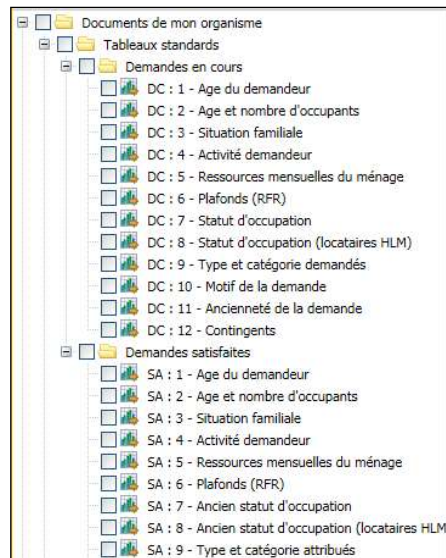 Documents de mon organisme
Tableaux standards
Demandes en cours
DC : 1 - Age du demandeur
DC : 2 - Age et nombre d'occupants
DC : 3 - Situation familiale
DC : 4 - Activité demandeur
DC : 5 - Ressources mensuelles du ménage
DC : 6 - Plafonds (RFR)
DC : 7 - Statut d'occupation
DC : 8 - Statut d'occupation (locataires HLM)
DC : 9 - Type et catégorie demandés
DC : 10 - Motif de la demande
DC : 11 - Ancienneté de la demande
DC : 12 - Contingents
Demandes satisfaites
SA : 1 - Age du demandeur
SA : 2 - Age et nombre d'occupants
SA : 3 - Situation familiale
SA : 4 - Activité demandeur
SA : 5 - Ressources mensuelles du ménage
SA : 6 - Plafonds (RFR)
SA : 7 - Ancien statut d'occupation
SA : 8 - Ancien statut d'occupation (locataires HLM
SA : 9 - Type et catégorie attribués